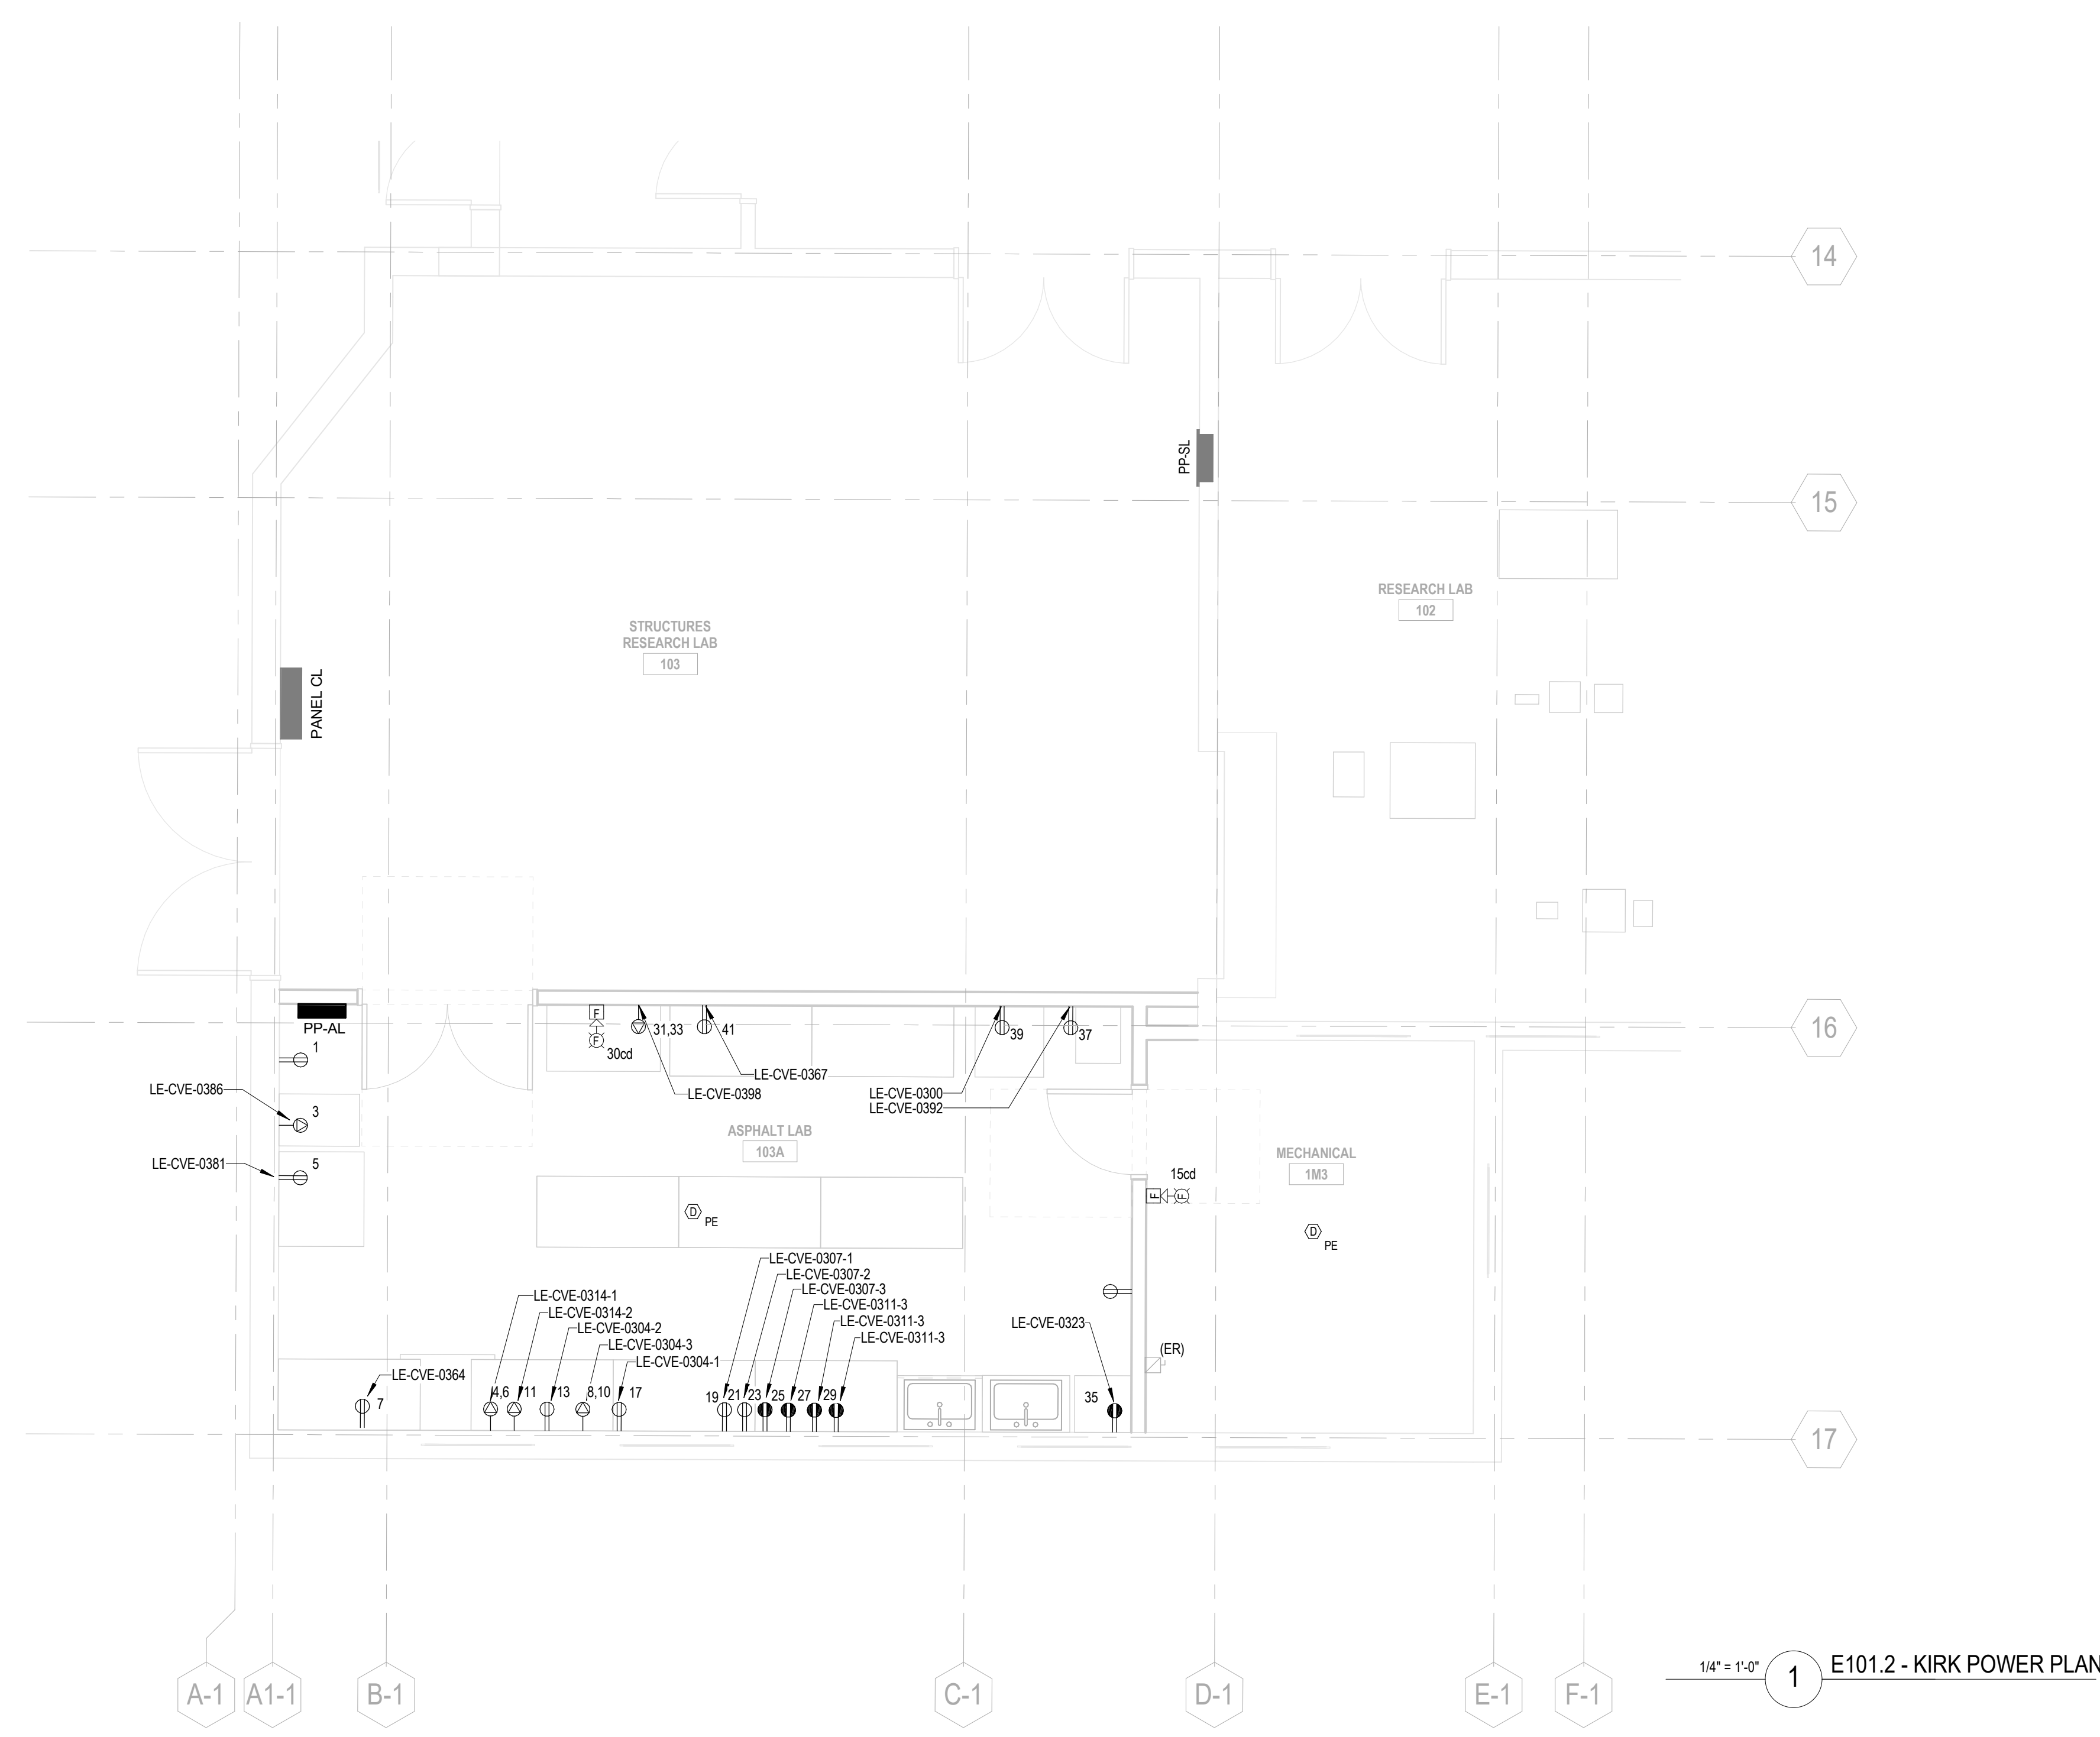 14
PP-SL
15
RESEARCH LAB
102
STRUCTURES
RESEARCH LAB
103
PANEL CL
PP-AL
1
F
F
30cd
31,33
41
39
37
16
LE-CVE-0367
LE-CVE-0398
LE-CVE-0300
LE-CVE-0392
LE-CVE-0386
3
LE-CVE-0381
5
ASPHALT LAB
103A
MECHANICAL
1M3
15cd
F
F
D
PE
D
PE
LE-CVE-0307-1
LE-CVE-0307-2
LE-CVE-0307-3
LE-CVE-0311-3
LE-CVE-0311-3
LE-CVE-0311-3
LE-CVE-0314-1
LE-CVE-0314-2
LE-CVE-0304-2
LE-CVE-0304-3
LE-CVE-0304-1
LE-CVE-0323
(ER)
LE-CVE-0364
7
4,6
11
13
8,10
17
19
21
23
25
27
29
35
17
A-1
A1-1
B-1
C-1
D-1
E-1
F-1
1/4" = 1'-0"
1
E101.2 - KIRK POWER PLAN